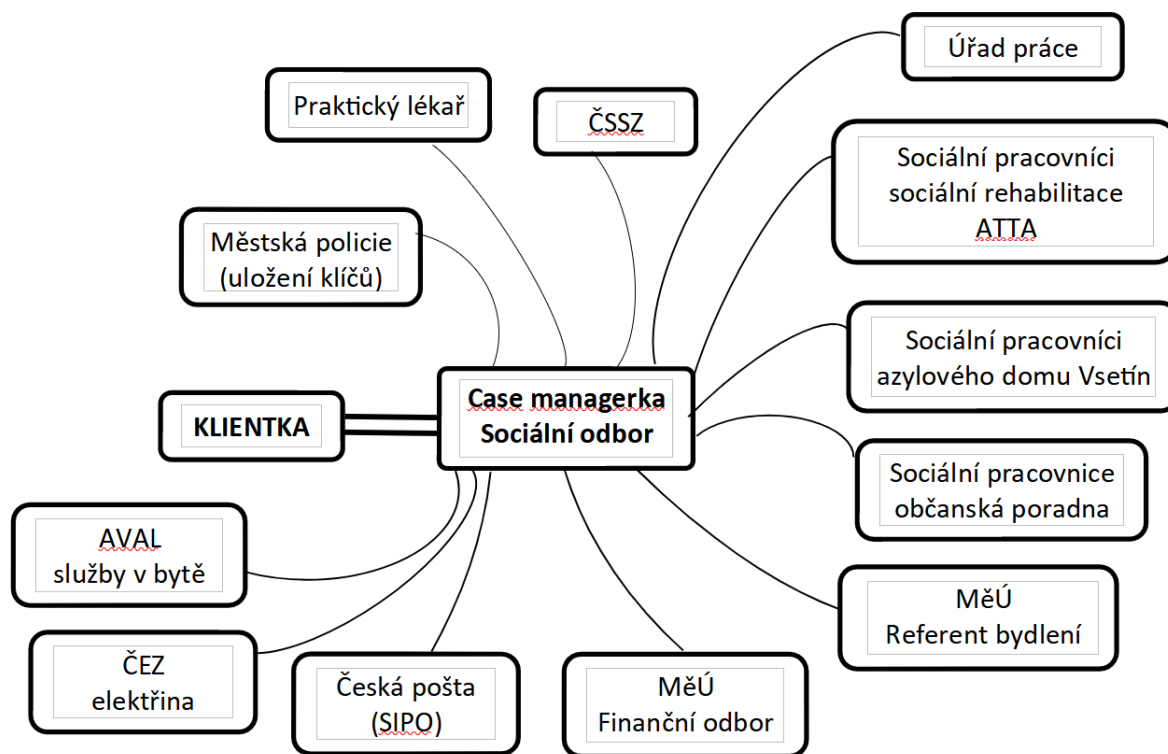 Úřad práce
Praktický lékař
ČSSZ
Sociální pracovníci
sociální rehabilitace
ATTA
Městská policie
(uložení klíčů)
Sociální pracovníci
azylového domu Vsetín
Case managerka
Sociální odbor
KLIENTKA
Sociální pracovnice
občanská poradna
AVAL
služby v bytě
MěÚ
Referent bydlení
ČEZ
elektřina
Česká pošta
(SIPO)
MěÚ
Finanční odbor